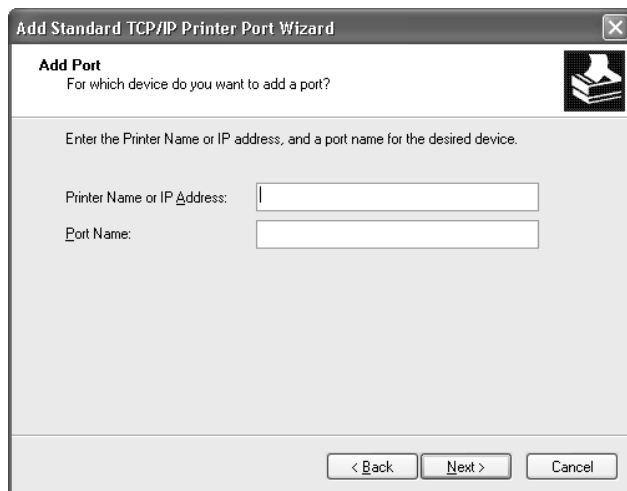 Add Standard TCP/IP Printer Port Wizard
Add Port
For which device do you want to add a port?
Enter the Printer Name or IP address, and a port name for the desired device.
Printer Name or IP Address:
Port Name:
< Back Next > Cancel